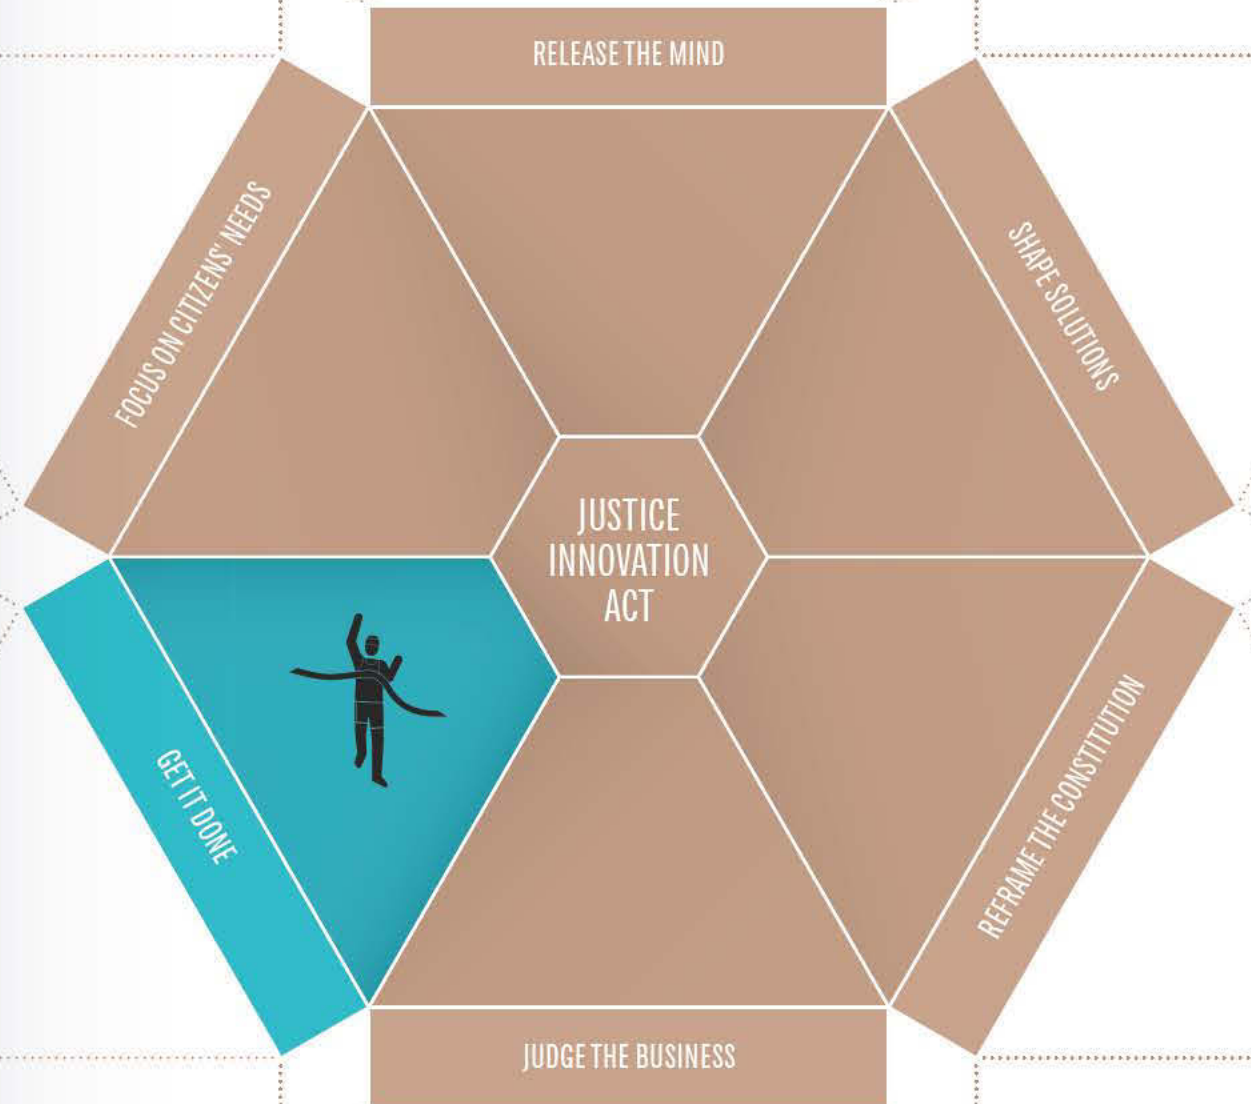 RELEASE THE MIND
FOCUS ON CITIZENS' NEEDS
SHAPE SOLUTIONS
JUSTICE
INNOVATION
ACT
GET IT DONE
REFRAME THE CONSTITUTION
JUDGE THE BUSINESS